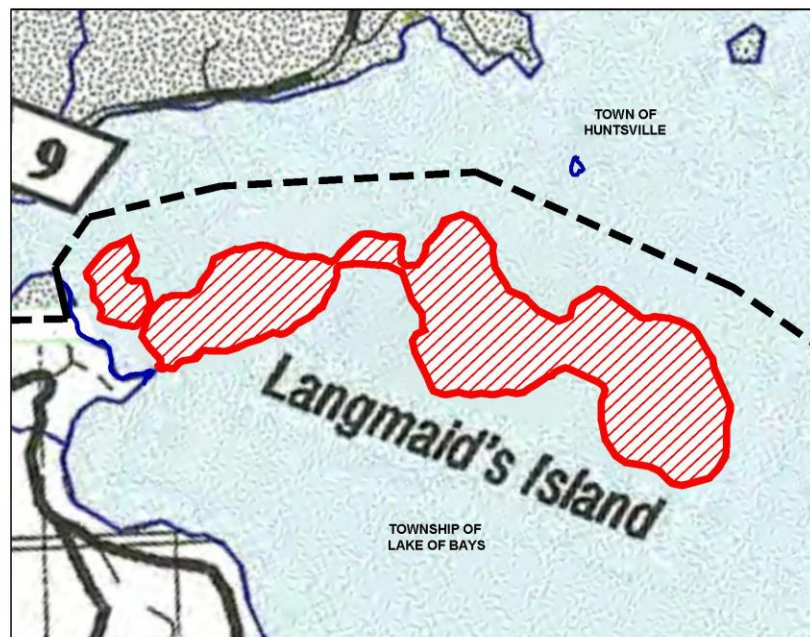 TOWN OF
HUNTSVILLE
9
Langmaid's Island
TOWNSHIP OF
LAKE OF BAYS